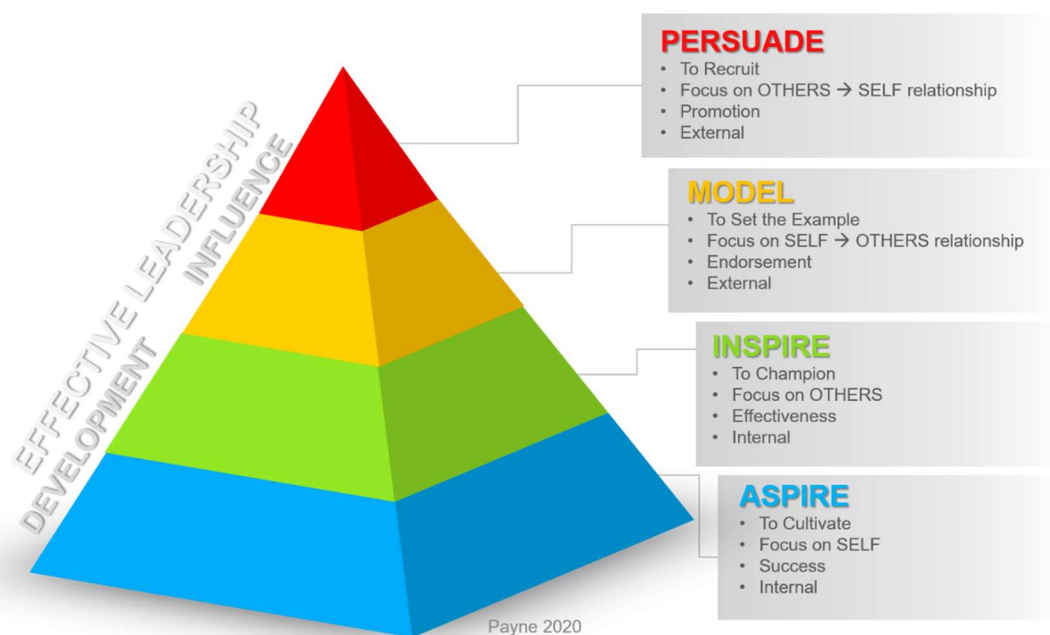 EFFECTIVE LEADERSHIP
INFLUENCE
DEVELOPMENT
PERSUADE
• To Recruit
• Focus on OTHERS → SELF relationship
• Promotion
• External
MODEL
• To Set the Example
• Focus on SELF → OTHERS relationship
• Endorsement
• External
INSPIRE
• To Champion
• Focus on OTHERS
• Effectiveness
• Internal
ASPIRE
• To Cultivate
• Focus on SELF
• Success
• Internal
Payne 2020